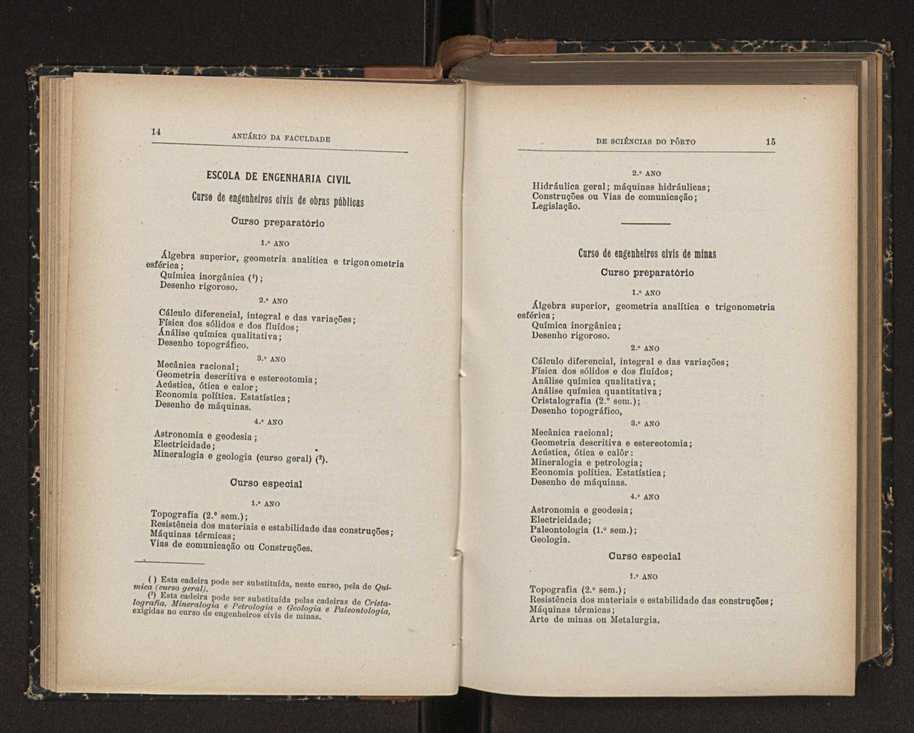 14
ANUÁRIO DA FACULDADE
ESCOLA DE ENGENHARIA CIVIL
Curso de engenheiros civis de obras públicas
Curso preparatório
1.º ANO
Álgebra superior, geometria analítica e trigonometria
esférica;
Química inorgânica (¹);
Desenho rigoroso.
2.º ANO
Cálculo diferencial, integral e das variações;
Física dos sólidos e dos fluídos;
Análise química qualitativa;
Desenho topográfico.
3.º ANO
Mecânica racional;
Geometria descritiva e estereotomia;
Acústica, ótica e calor;
Economia política. Estatística;
Desenho de máquinas.
4.º ANO
Astronomia e geodesia;
Electricidade;
Mineralogia e geologia (curso geral) (²).
Curso especial
1.º ANO
Topografia (2.º sem.);
Resistência dos materiais e estabilidade das construções;
Máquinas térmicas;
Vias de comunicação ou Construções.
( ) Esta cadeira pode ser substituída, neste curso, pela de Quí-
mica (curso geral).
(²) Esta cadeira pode ser substituída pelas cadeiras de Crista-
lografia, Mineralogia e Petrologia e Geologia e Paleontologia,
exigidas no curso de engenheiros civis de minas.
DE SCIÊNCIAS DO PÔRTO
15
2.º ANO
Hidráulica geral; máquinas hidráulicas;
Construções ou Vias de comunicação;
Legislação.
Curso de engenheiros civis de minas
Curso preparatório
1.º ANO
Álgebra superior, geometria analítica e trigonometria
esférica;
Química inorgânica;
Desenho rigoroso.
2.º ANO
Cálculo diferencial, integral e das variações;
Física dos sólidos e dos fluídos;
Análise química qualitativa;
Análise química quantitativa;
Cristalografia (2.º sem.);
Desenho topográfico,
3.º ANO
Mecânica racional;
Geometria descritiva e estereotomia;
Acústica, ótica e calôr:
Mineralogia e petrologia;
Economia política. Estatística;
Desenho de máquinas.
4.º ANO
Astronomia e geodesia;
Electricidade;
Paleontologia (1.º sem.);
Geologia.
Curso especial
1.º ANO
Topografia (2.º sem.);
Resistência dos materiais e estabilidade das construções;
Máquinas térmicas;
Arte de minas ou Metalurgia.